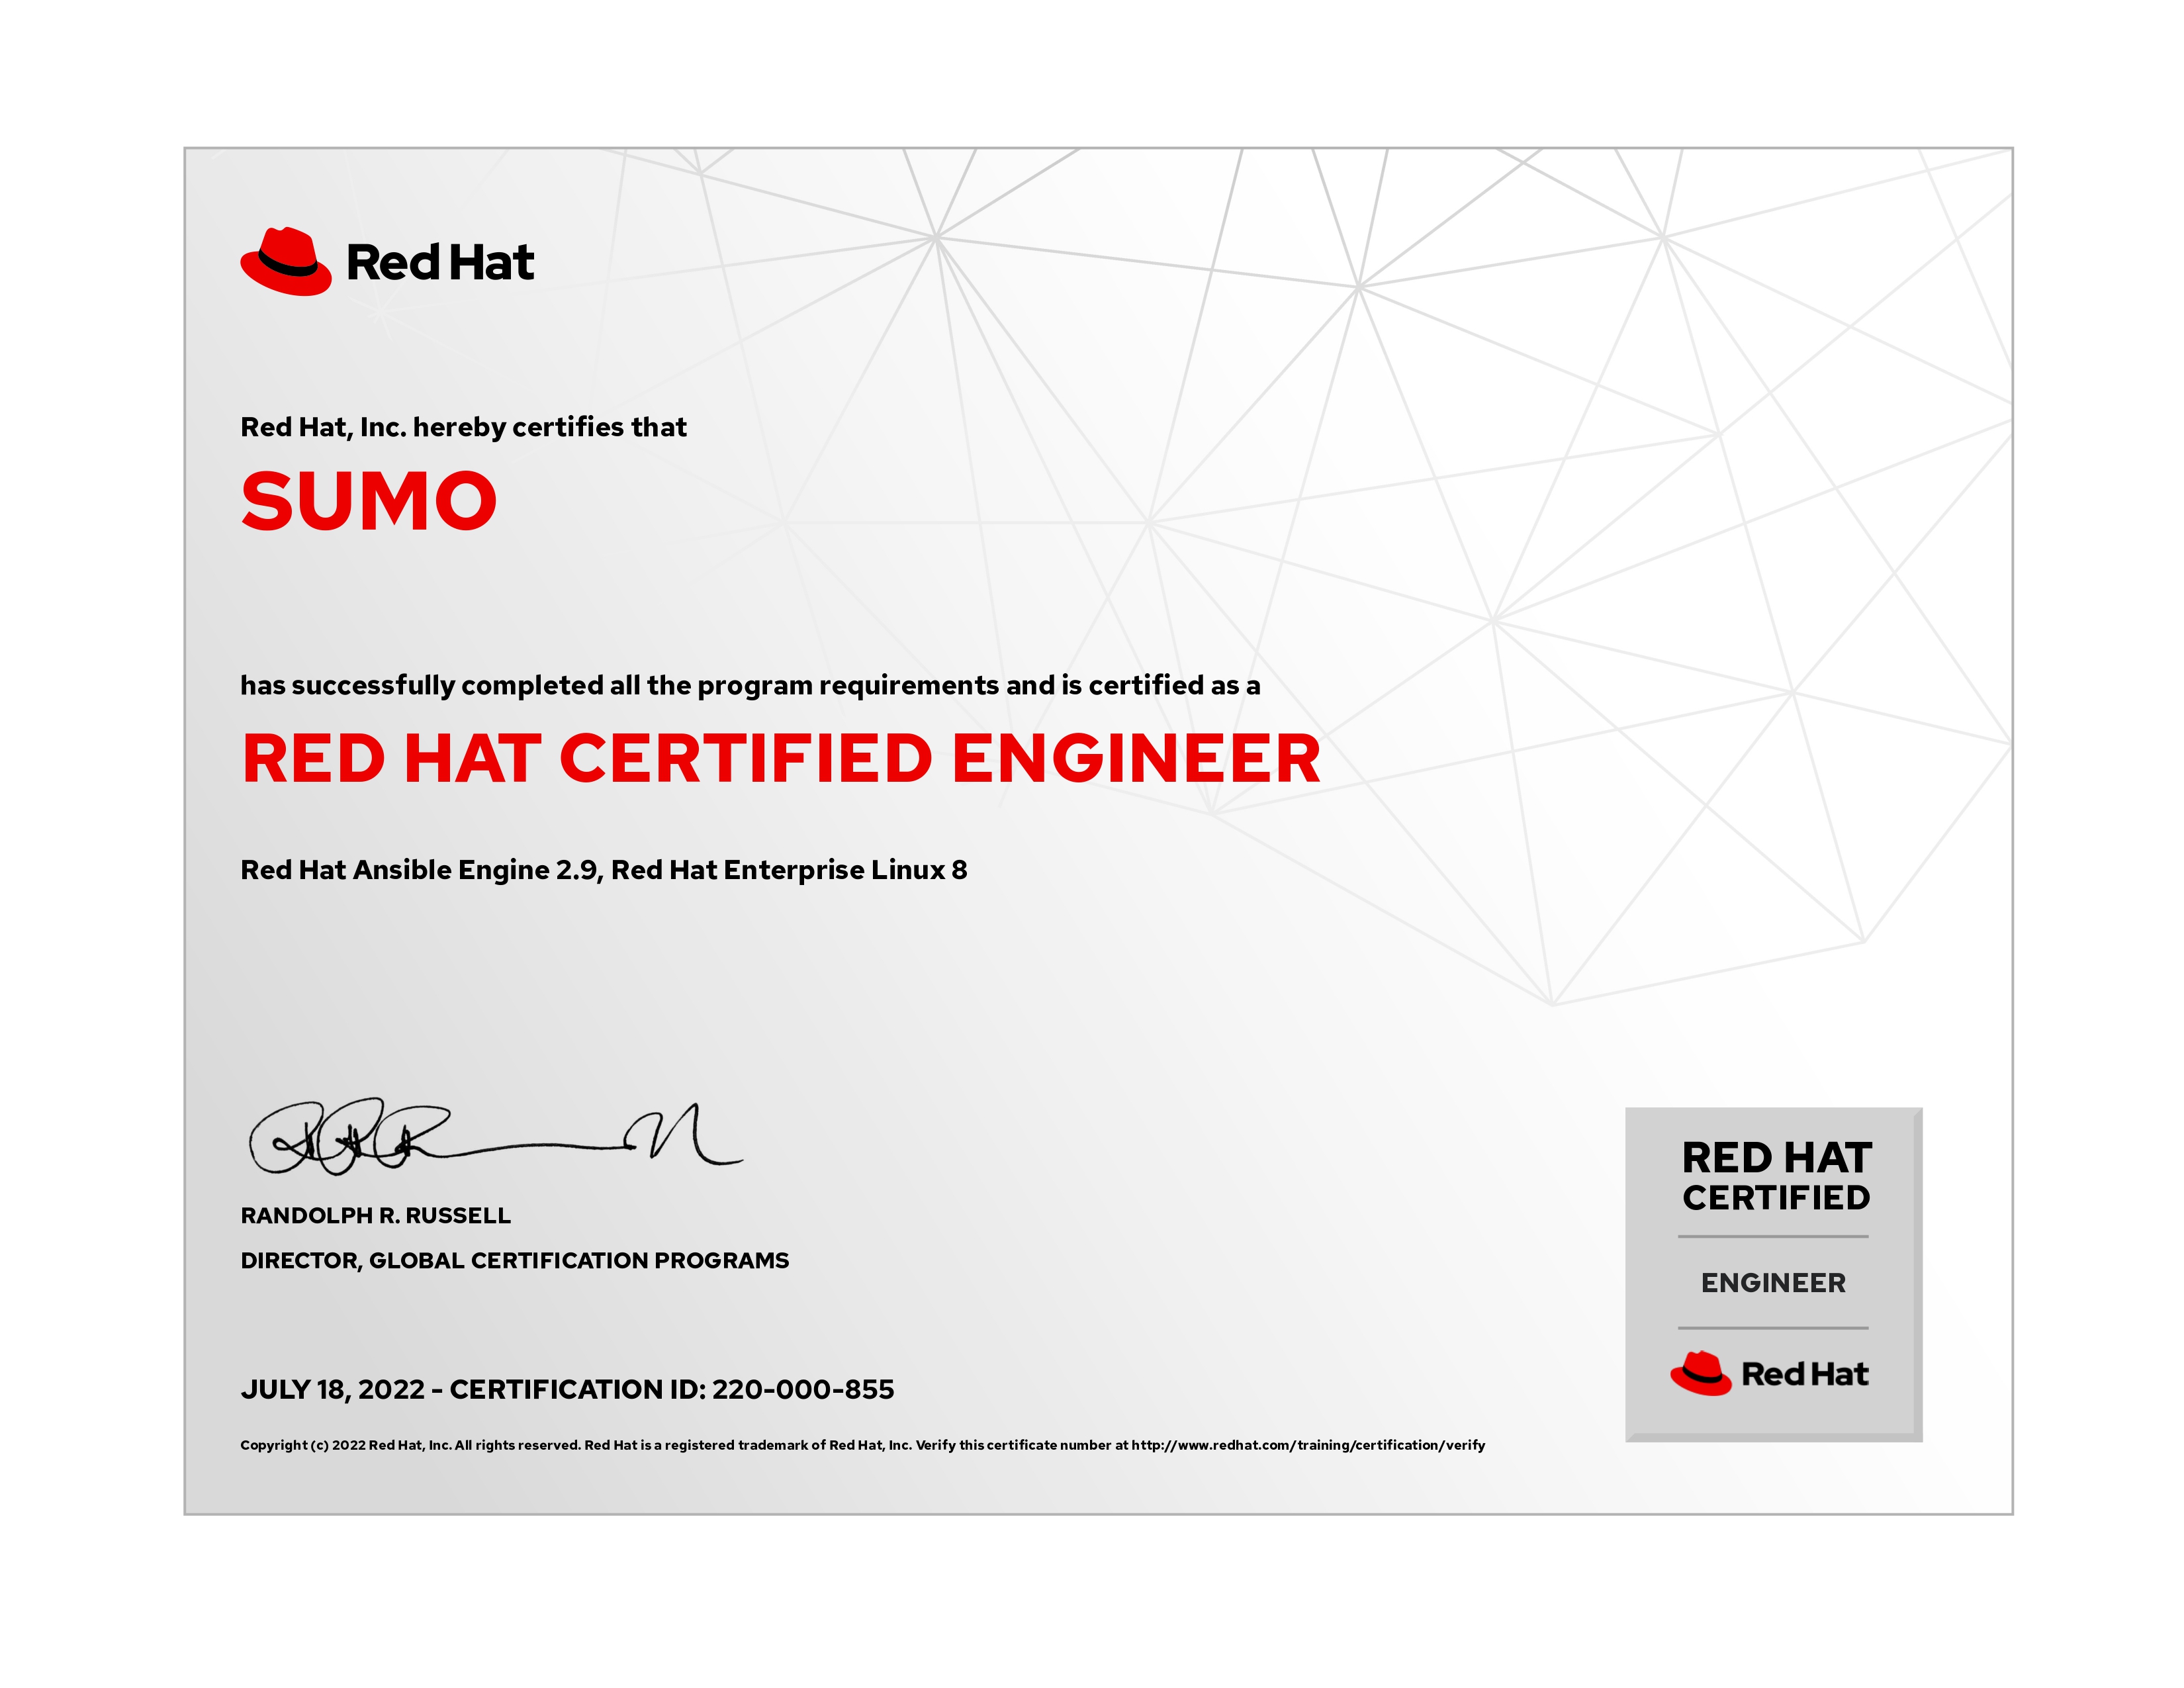 Red Hat
Red Hat, Inc. hereby certifies that
SUMO
has successfully completed all the program requirements and is certified as a
RED HAT CERTIFIED ENGINEER
Red Hat Ansible Engine 2.9, Red Hat Enterprise Linux 8
RANDOLPH R. RUSSELL
DIRECTOR, GLOBAL CERTIFICATION PROGRAMS
JULY 18, 2022 - CERTIFICATION ID: 220-000-855
Copyright (c) 2022 Red Hat, Inc. All rights reserved. Red Hat is a registered trademark of Red Hat, Inc. Verify this certificate number at http://www.redhat.com/training/certification/verify
RED HAT
CERTIFIED
ENGINEER
Red Hat